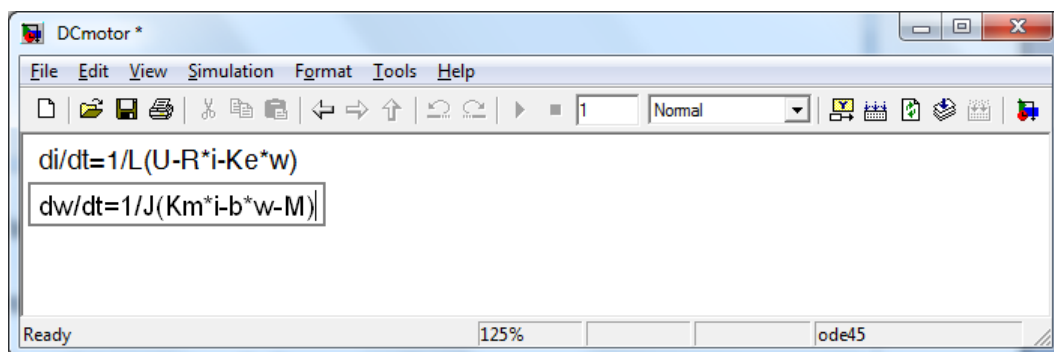 DCmotor *
File Edit View Simulation Format Tools Help
1 Normal
di/dt=1/L(U-R*i-Ke*w)
dw/dt=1/J(Km*i-b*w-M)
Ready 125% ode45